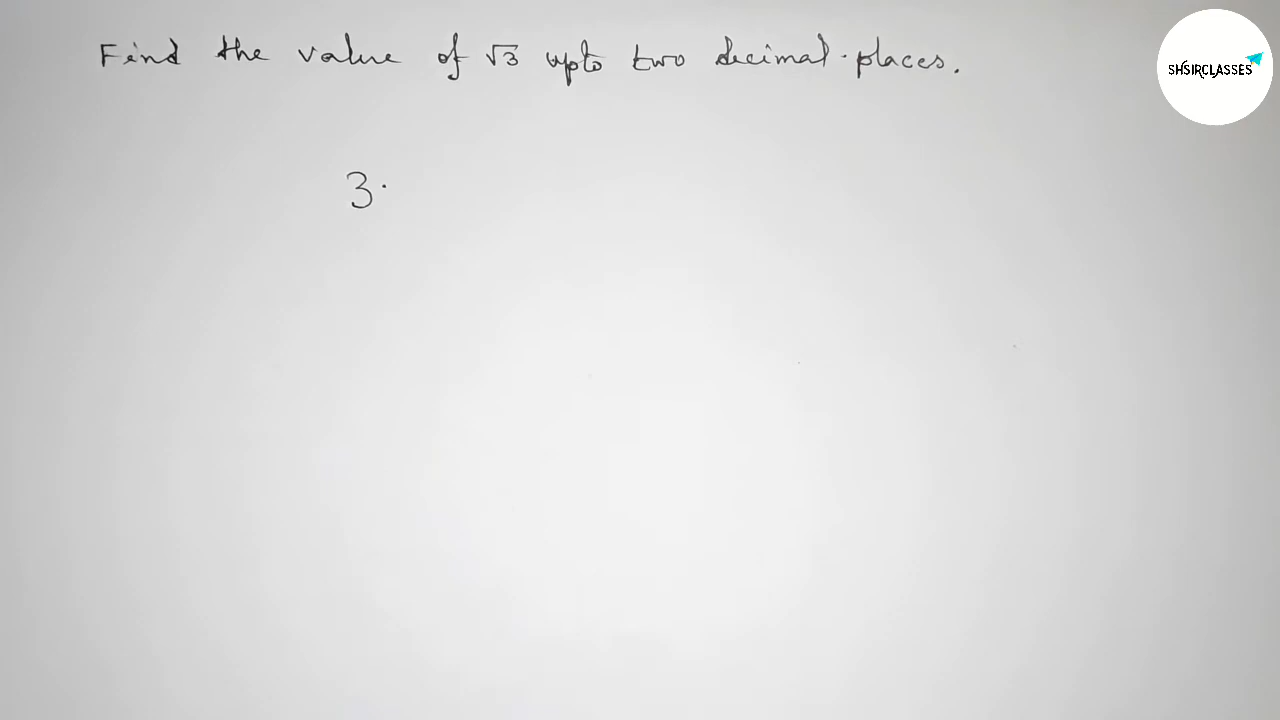 Find the value of √3 upto two decimal places.
SHSIRCLASSES
3.